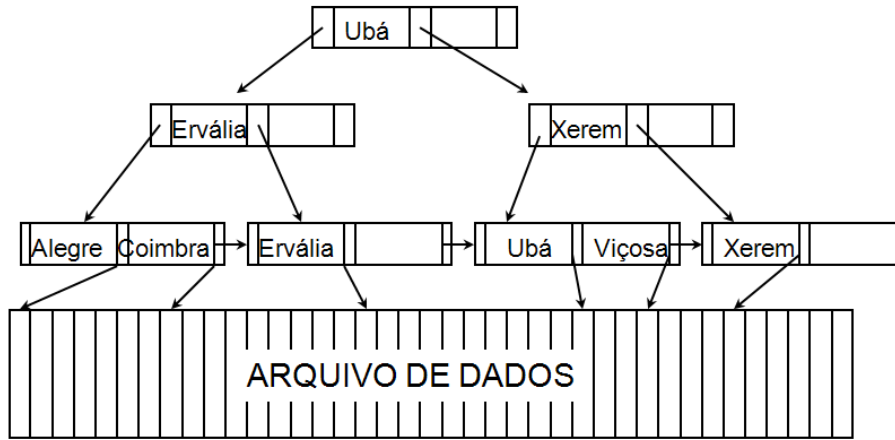 Ubá
Ervália Xerem
Alegre Coimbra Ervália Ubá Viçosa Xerem
ARQUIVO DE DADOS